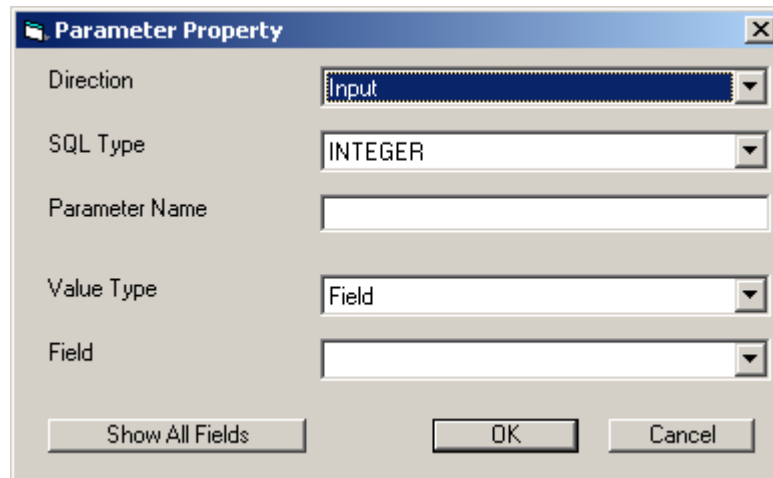 Parameter Property
Direction
Input
SQL Type
INTEGER
Parameter Name
Value Type
Field
Field
Show All Fields
OK
Cancel